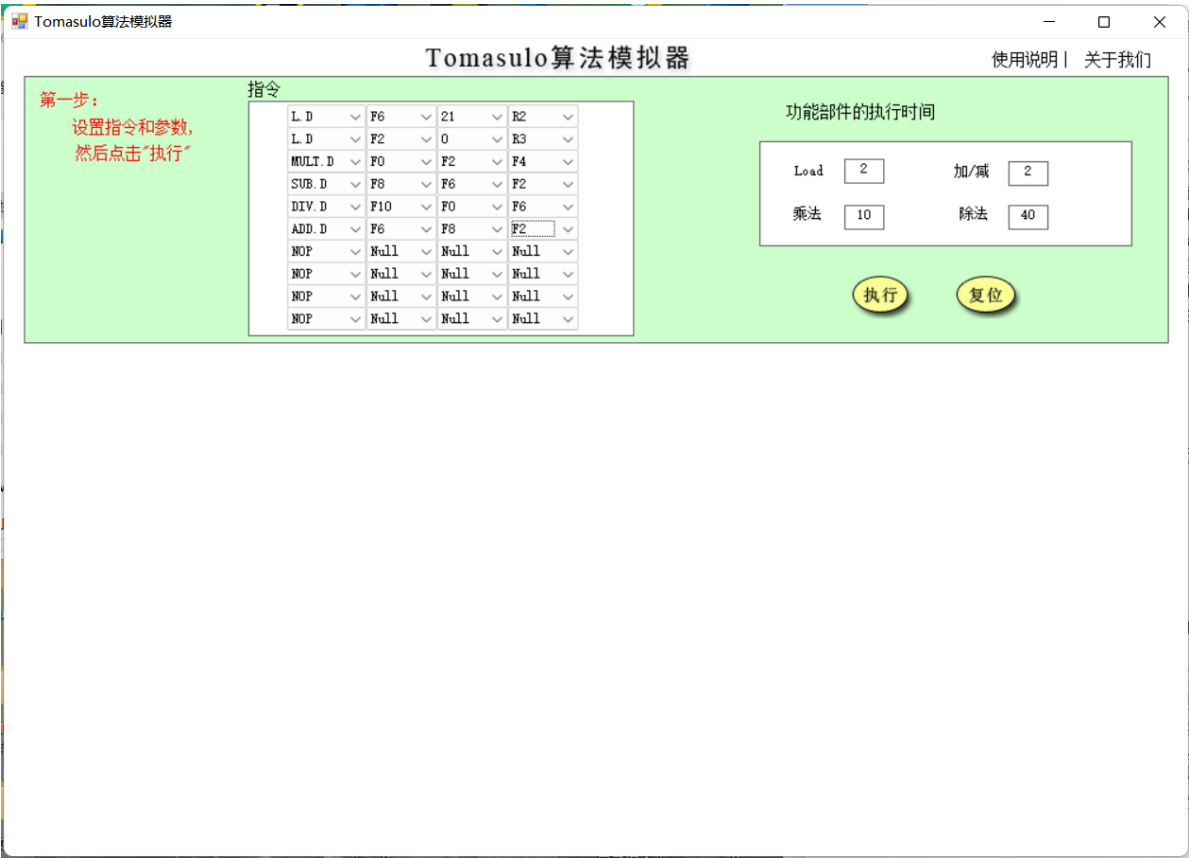 Tomasulo算法模拟器
Tomasulo算法模拟器
使用说明 | 关于我们
第一步:
设置指令和参数,
然后点击"执行"
指令
L.D F6 21 R2
L.D F2 0 R3
MULT.D F0 F2 F4
SUB.D F8 F6 F2
DIV.D F10 F0 F6
ADD.D F6 F8 F2
NOP Null Null Null
NOP Null Null Null
NOP Null Null Null
NOP Null Null Null
功能部件的执行时间
Load 2 加/减 2
乘法 10 除法 40
执行 复位